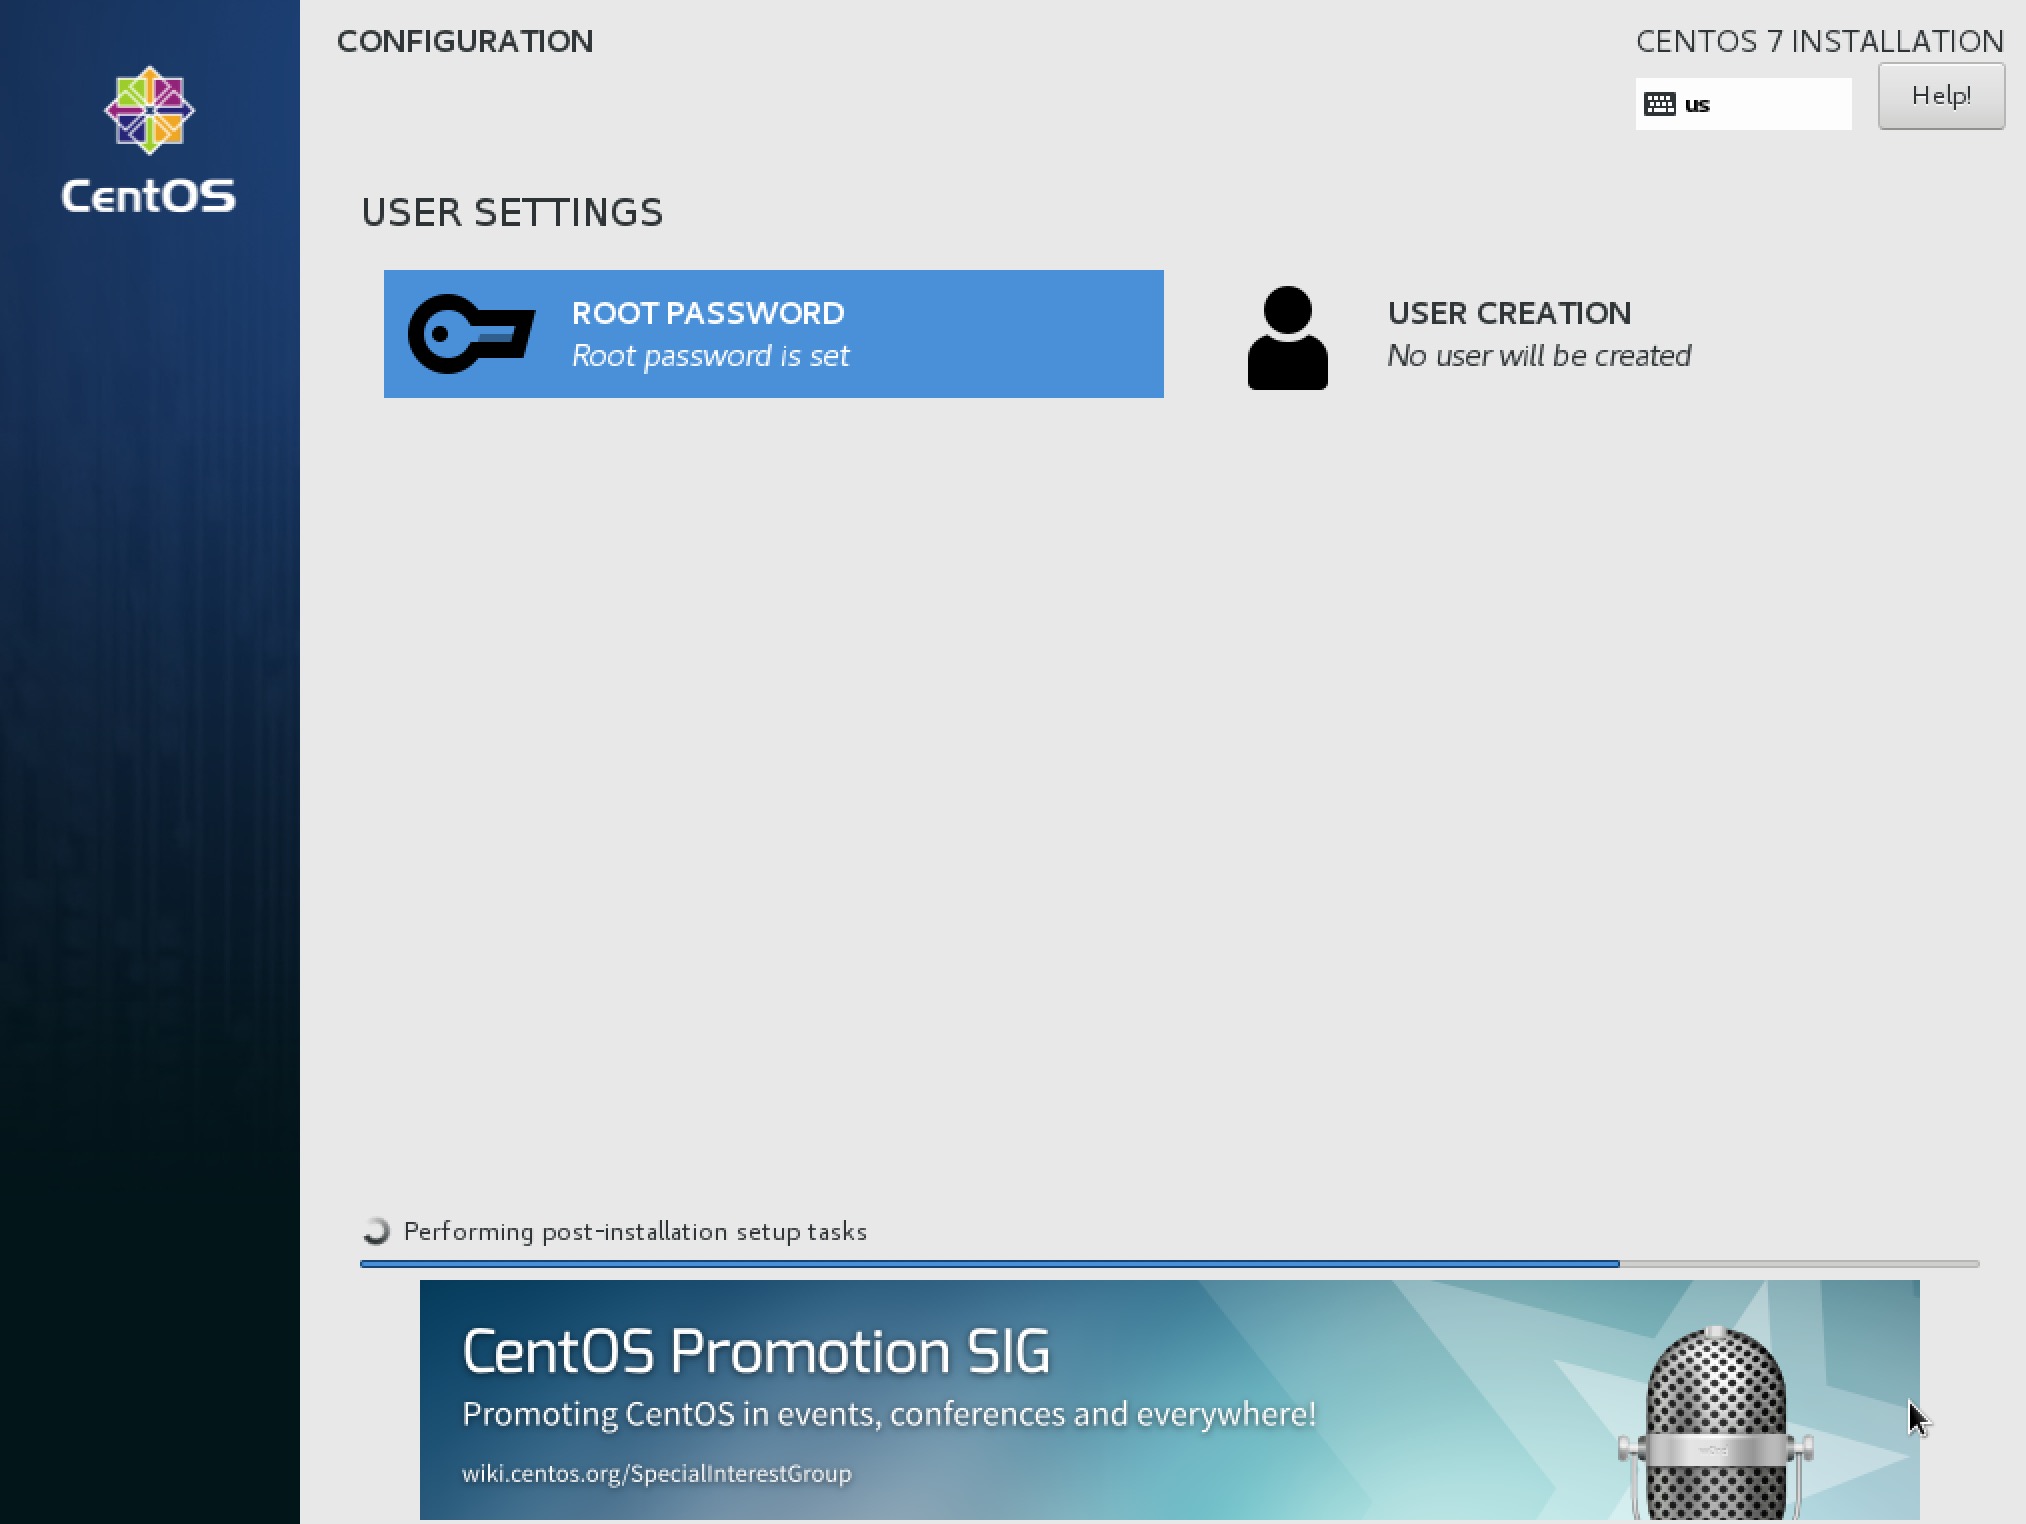 CentOS
CONFIGURATION
CENTOS 7 INSTALLATION
us
Help!
USER SETTINGS
ROOT PASSWORD
Root password is set
USER CREATION
No user will be created
Performing post-installation setup tasks
CentOS Promotion SIG
Promoting CentOS in events, conferences and everywhere!
wiki.centos.org/SpecialInterestGroup